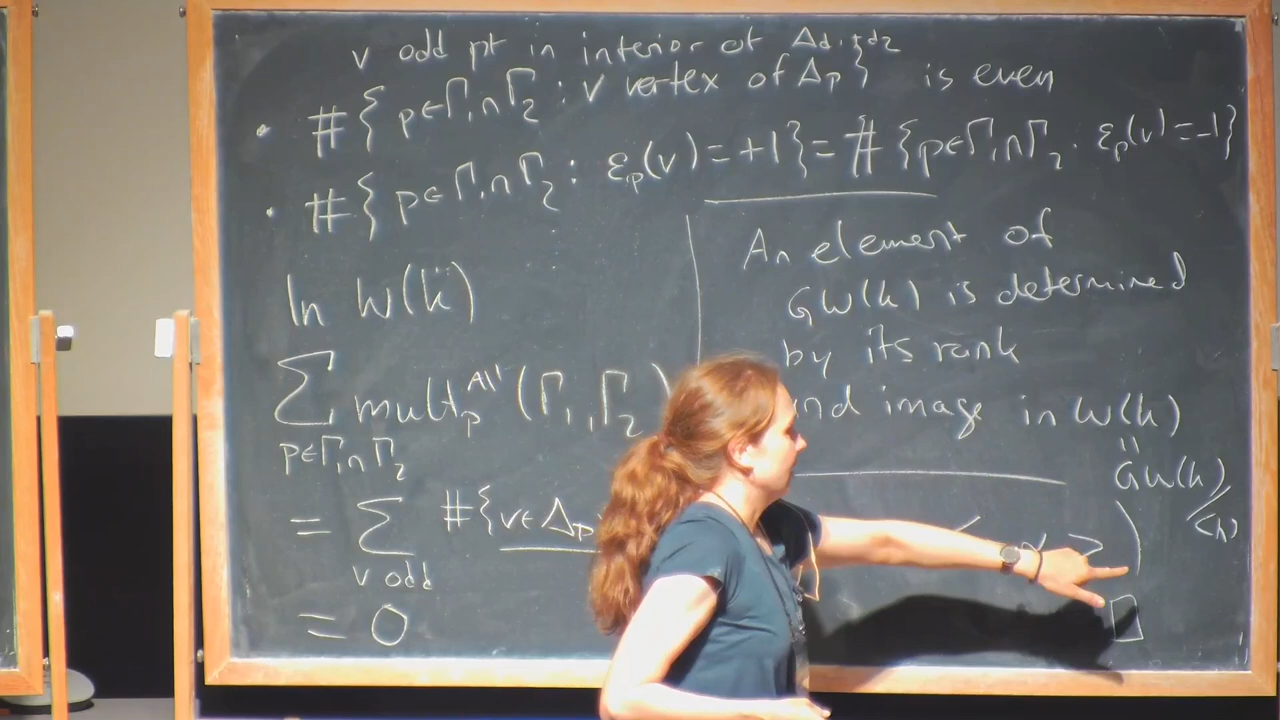 v odd pt in interior of Δd₁+d₂
• #{p∈Γ₁∩Γ₂ : v vertex of Δp} is even
• #{p∈Γ₁∩Γ₂ : εp(v)=+1} = #{p∈Γ₁∩Γ₂ : εp(v)=-1}
In W(k)
Σ mult_p^{A¹}(Γ₁,Γ₂)
p∈Γ₁∩Γ₂
= Σ #{v∈Δp
v odd
= 0
An element of
GW(k) is determined
by its rank
and image in W(k)
=
GW(k)/⟨h⟩
⟨ α ⟩)
□